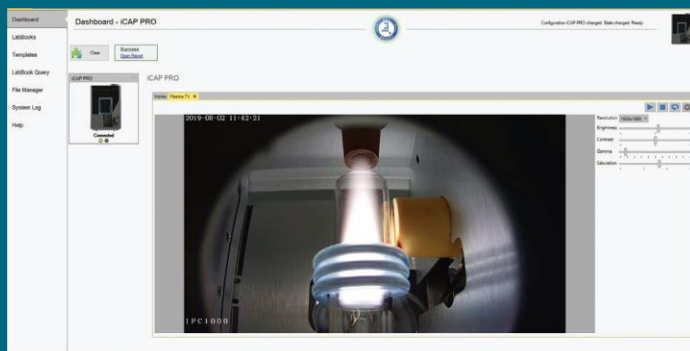 Dashboard
LabBooks
Templates
LabBook Query
File Manager
System Log
Help
Dashboard - iCAP PRO
Configuration iCAP PRO changed. State changed: Ready
Clear
Success
Open Report
iCAP PRO
Connected
iCAP PRO
Home Plasma TV
2019-08-02 11:42:21
IPC1000
Resolution
Brightness
Contrast
Gamma
Saturation